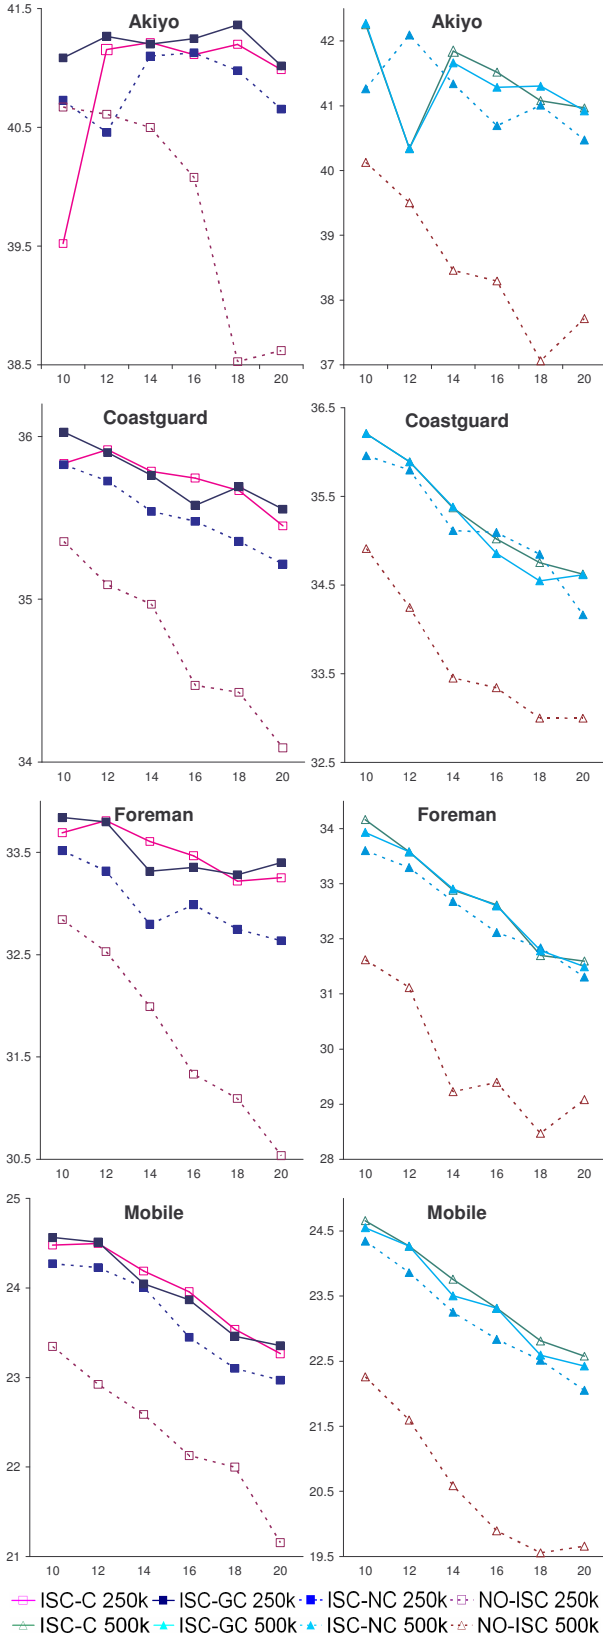 Akiyo
41.5
40.5
39.5
38.5
10 12 14 16 18 20
Akiyo
42
41
40
39
38
37
10 12 14 16 18 20
Coastguard
36
35
34
10 12 14 16 18 20
Coastguard
36.5
35.5
34.5
33.5
32.5
10 12 14 16 18 20
Foreman
33.5
32.5
31.5
30.5
10 12 14 16 18 20
Foreman
34
33
32
31
30
29
28
10 12 14 16 18 20
Mobile
25
24
23
22
21
10 12 14 16 18 20
Mobile
24.5
23.5
22.5
21.5
20.5
19.5
10 12 14 16 18 20
ISC-C 250k ISC-GC 250k ISC-NC 250k NO-ISC 250k
ISC-C 500k ISC-GC 500k ISC-NC 500k NO-ISC 500k